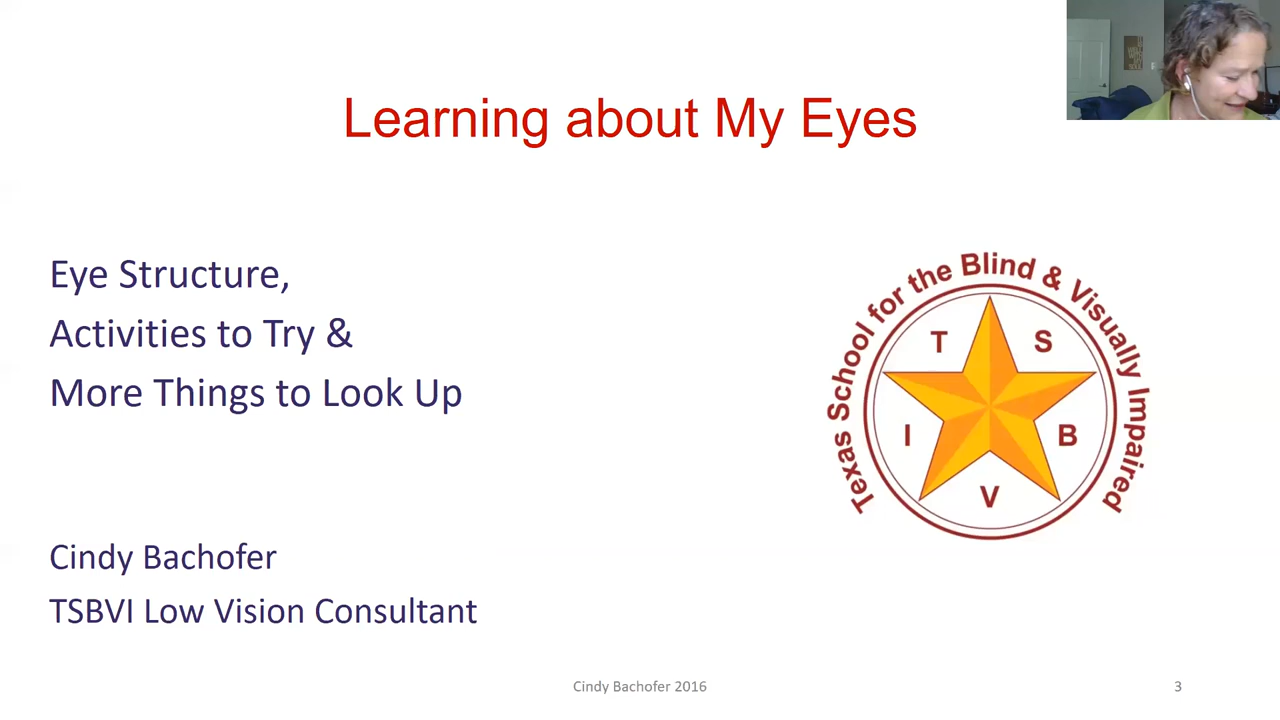 Learning about My Eyes
Eye Structure,
Activities to Try &
More Things to Look Up
Texas School for the Blind & Visually Impaired
T S
I B
V
Cindy Bachofer
TSBVI Low Vision Consultant
Cindy Bachofer 2016
3